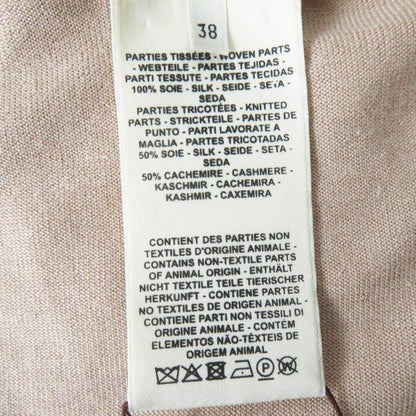 38
PARTIES TISSÉES - WOVEN PARTS
- WEBTEILE - PARTES TEJIDAS -
PARTI TESSUTE - PARTES TECIDAS
100% SOIE - SILK - SEIDE - SETA -
SEDA
PARTIES TRICOTÉES - KNITTED
PARTS - STRICKTEILE - PARTES DE
PUNTO - PARTI LAVORATE A
MAGLIA - PARTES TRICOTADAS
50% SOIE - SILK - SEIDE - SETA -
SEDA
50% CACHEMIRE - CASHMERE -
KASCHMIR - CACHEMIRA -
KASHMIR - CAXEMIRA
CONTIENT DES PARTIES NON
TEXTILES D'ORIGINE ANIMALE -
CONTAINS NON-TEXTILE PARTS
OF ANIMAL ORIGIN - ENTHÄLT
NICHT TEXTILE TEILE TIERISCHER
HERKUNFT - CONTIENE PARTES
NO TEXTILES DE ORIGEN ANIMAL -
CONTIENE PARTI NON TESSILI DI
ORIGINE ANIMALE - CONTÉM
ELEMENTOS NÃO-TÊXTEIS DE
ORIGEM ANIMAL
P W